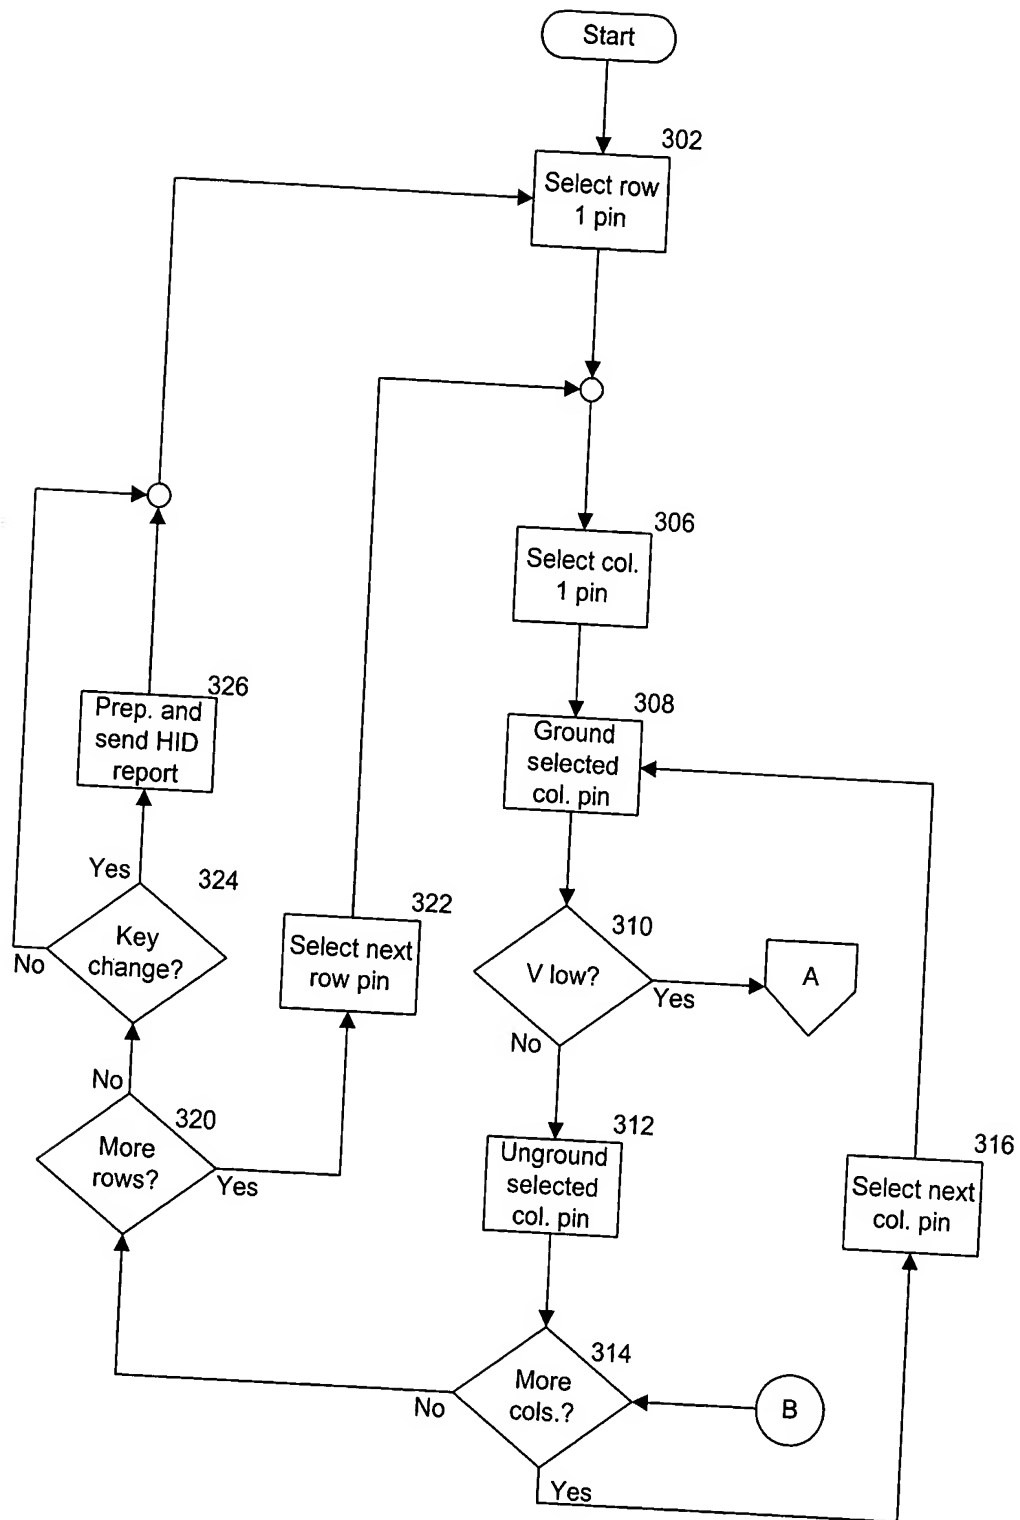 Start
302
Select row
1 pin
306
Select col.
1 pin
326
Prep. and
send HID
report
308
Ground
selected
col. pin
Yes
324
Key
change?
No
322
Select next
row pin
310
V low?
Yes
A
No
No
320
More
rows?
Yes
312
Unground
selected
col. pin
316
Select next
col. pin
314
More
cols.?
No
B
Yes